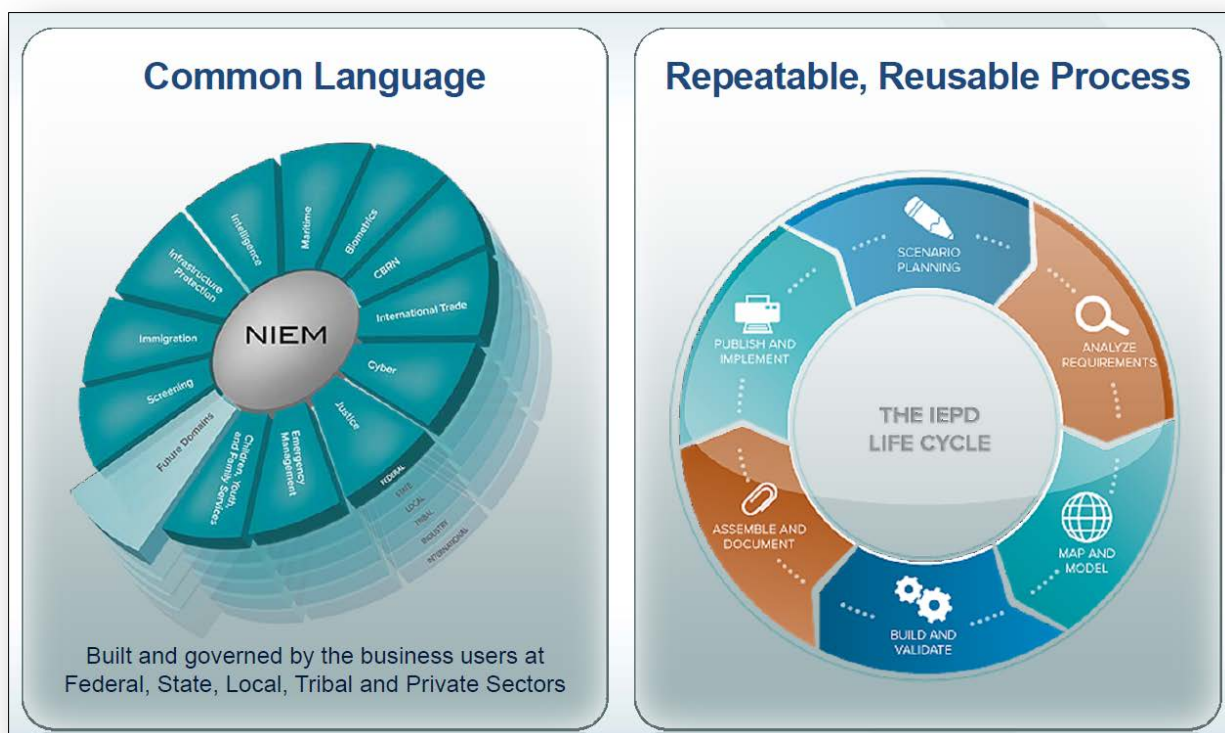 Common Language
Intelligence
Maritime
Biometrics
CBRN
International Trade
Cyber
Justice
Emergency
Management
Children, Youth,
and Family Services
Future Domains
Screening
Immigration
Infrastructure
Protection
NIEM
FEDERAL
STATE
LOCAL
TRIBAL
INDUSTRY
INTERNATIONAL
Built and governed by the business users at
Federal, State, Local, Tribal and Private Sectors
Repeatable, Reusable Process
SCENARIO
PLANNING
ANALYZE
REQUIREMENTS
MAP AND
MODEL
BUILD AND
VALIDATE
ASSEMBLE AND
DOCUMENT
PUBLISH AND
IMPLEMENT
THE IEPD
LIFE CYCLE